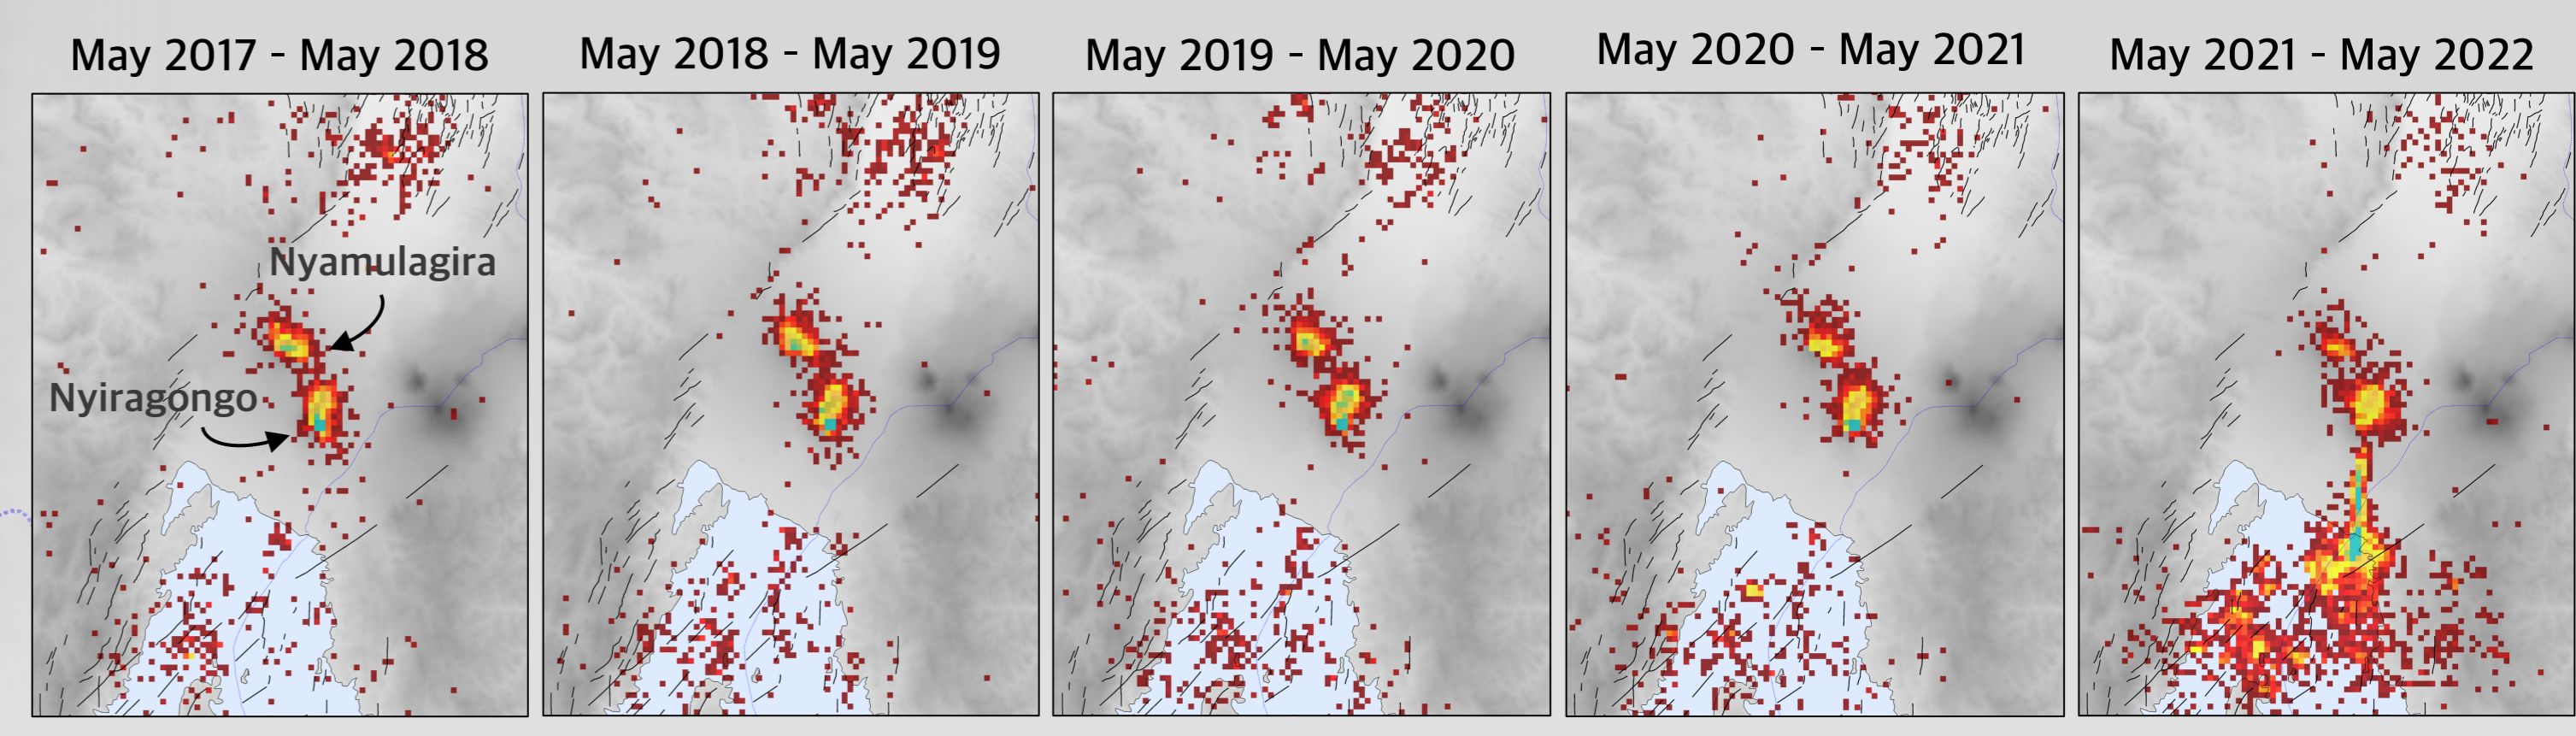 May 2017 - May 2018
May 2018 - May 2019
May 2019 - May 2020
May 2020 - May 2021
May 2021 - May 2022
Nyamulagira
Nyiragongo